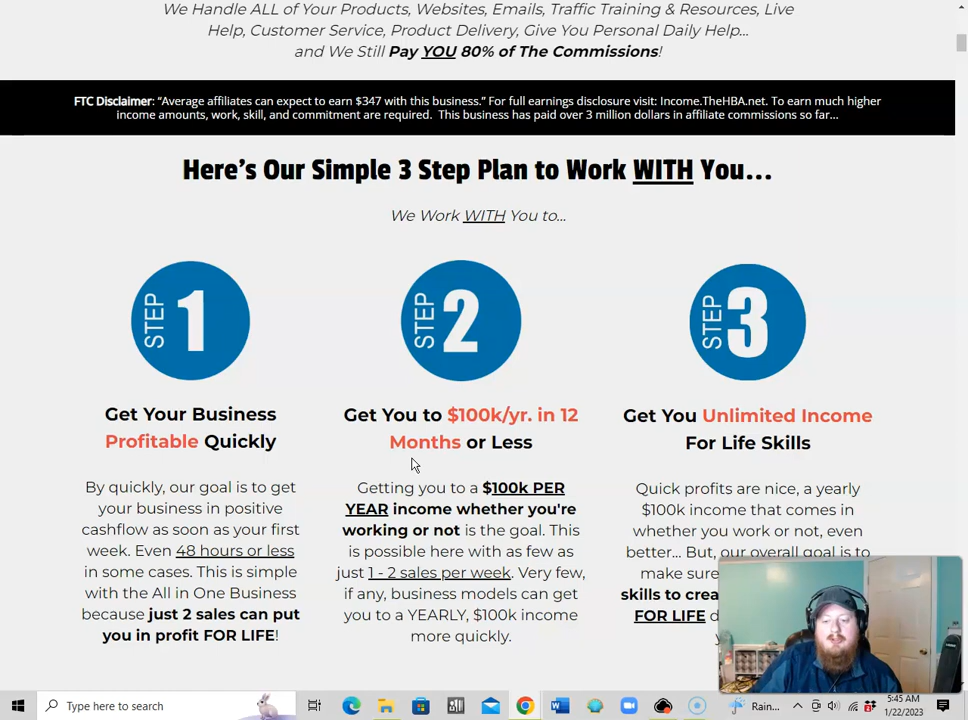 We Handle ALL of Your Products, Websites, Emails, Traffic Training & Resources, Live
Help, Customer Service, Product Delivery, Give You Personal Daily Help...
and We Still Pay YOU 80% of The Commissions!
FTC Disclaimer: “Average affiliates can expect to earn $347 with this business.” For full earnings disclosure visit: Income.TheHBA.net. To earn much higher
income amounts, work, skill, and commitment are required. This business has paid over 3 million dollars in affiliate commissions so far...
Here's Our Simple 3 Step Plan to Work WITH You...
We Work WITH You to...
STEP 1
Get Your Business
Profitable Quickly
By quickly, our goal is to get
your business in positive
cashflow as soon as your first
week. Even 48 hours or less
in some cases. This is simple
with the All in One Business
because just 2 sales can put
you in profit FOR LIFE!
STEP 2
Get You to $100k/yr. in 12
Months or Less
Getting you to a $100k PER
YEAR income whether you're
working or not is the goal. This
is possible here with as few as
just 1 - 2 sales per week. Very few,
if any, business models can get
you to a YEARLY, $100k income
more quickly.
STEP 3
Get You Unlimited Income
For Life Skills
Quick profits are nice, a yearly
$100k income that comes in
whether you work or not, even
better... But, our overall goal is to
make sure
skills to crea
FOR LIFE
Type here to search
Rain...
5:45 AM
1/22/2023